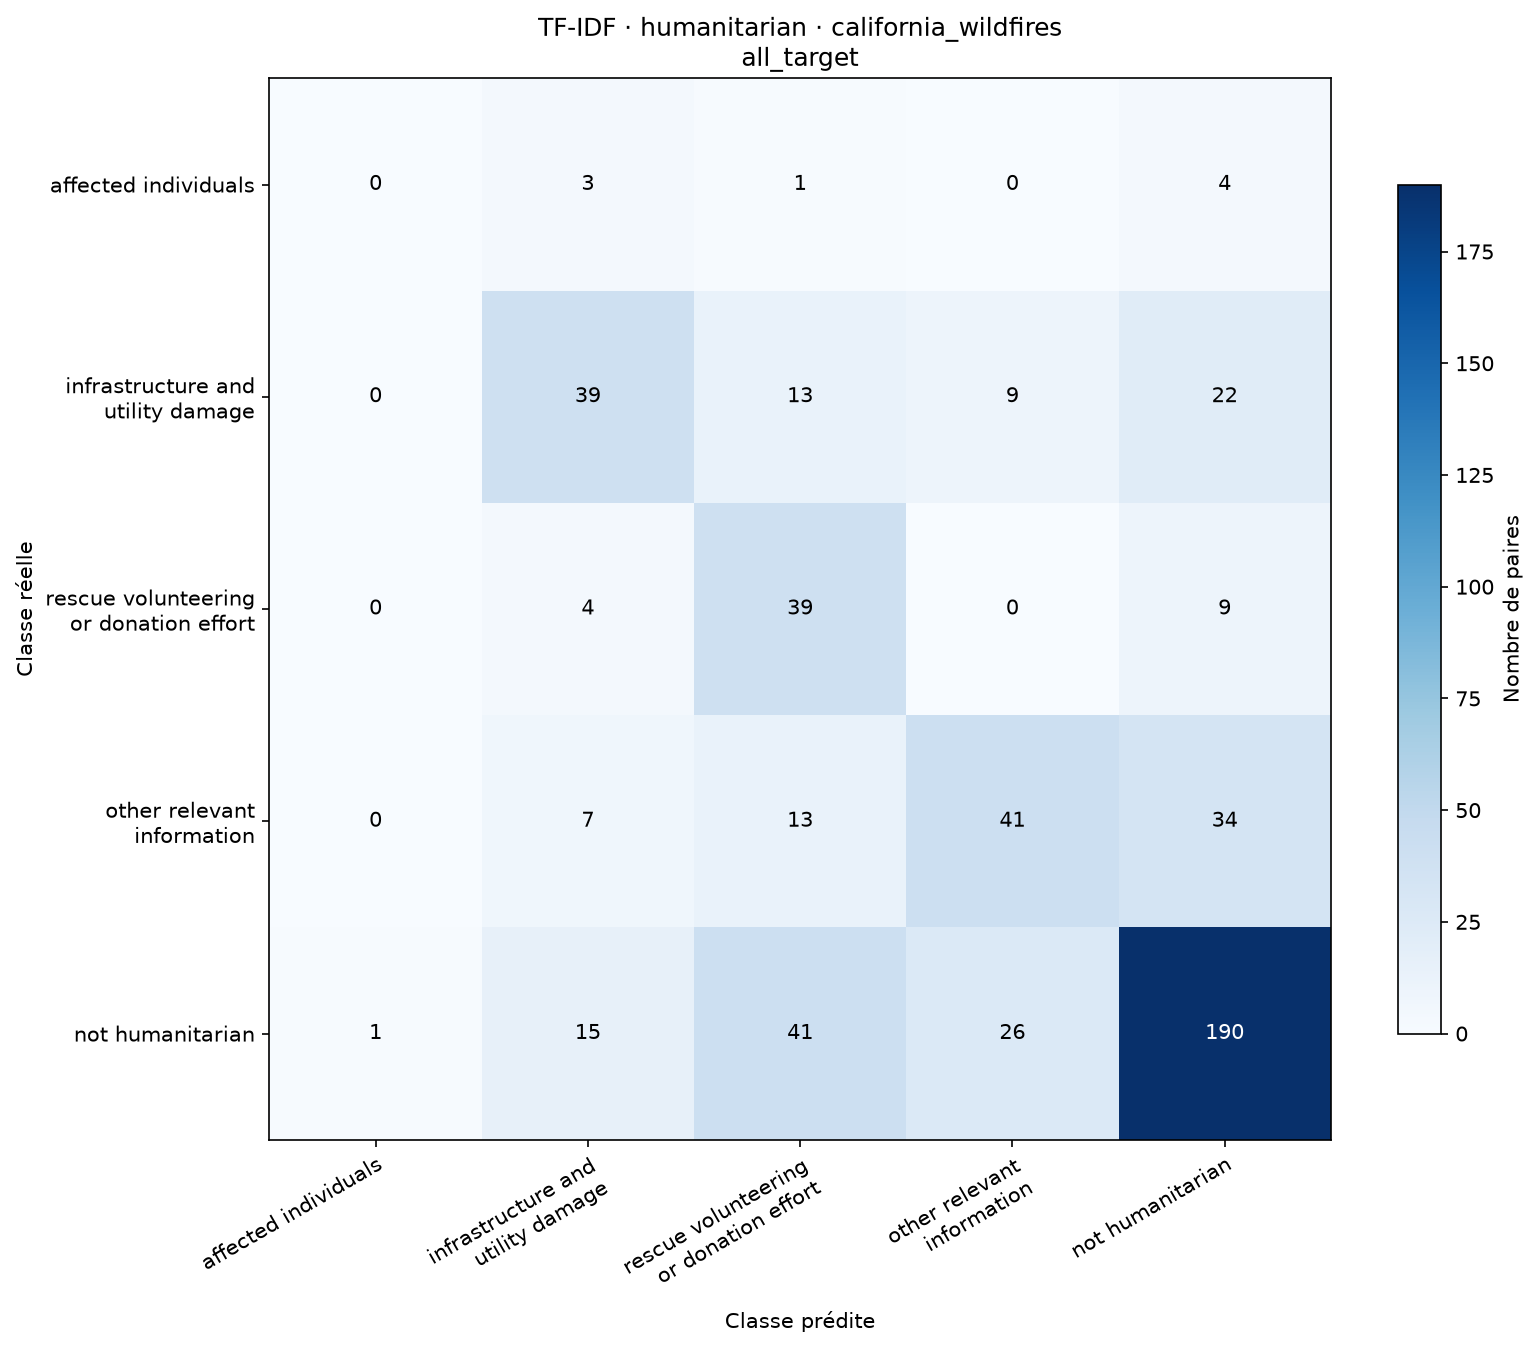 TF-IDF · humanitarian · california_wildfires
all_target
affected individuals
0 3 1 0 4
infrastructure and
utility damage
0 39 13 9 22
rescue volunteering
or donation effort
0 4 39 0 9
other relevant
information
0 7 13 41 34
not humanitarian
1 15 41 26 190
Classe réelle
affected individuals
infrastructure and
utility damage
rescue volunteering
or donation effort
other relevant
information
not humanitarian
Classe prédite
175
150
125
100
75
50
25
0
Nombre de paires